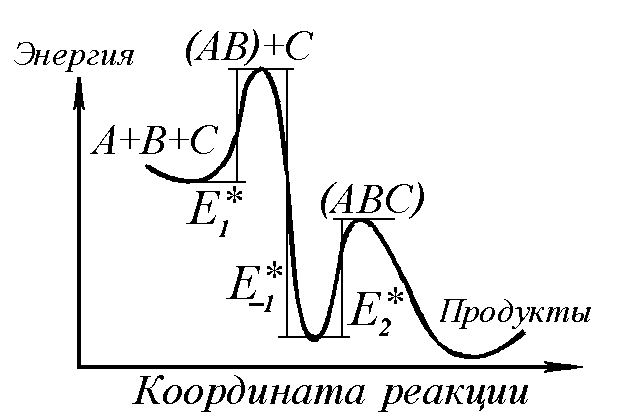 (AB)+C
Энергия
A+B+C
E₁*
(ABC)
E₋₁*
E₂*
Продукты
Координата реакции